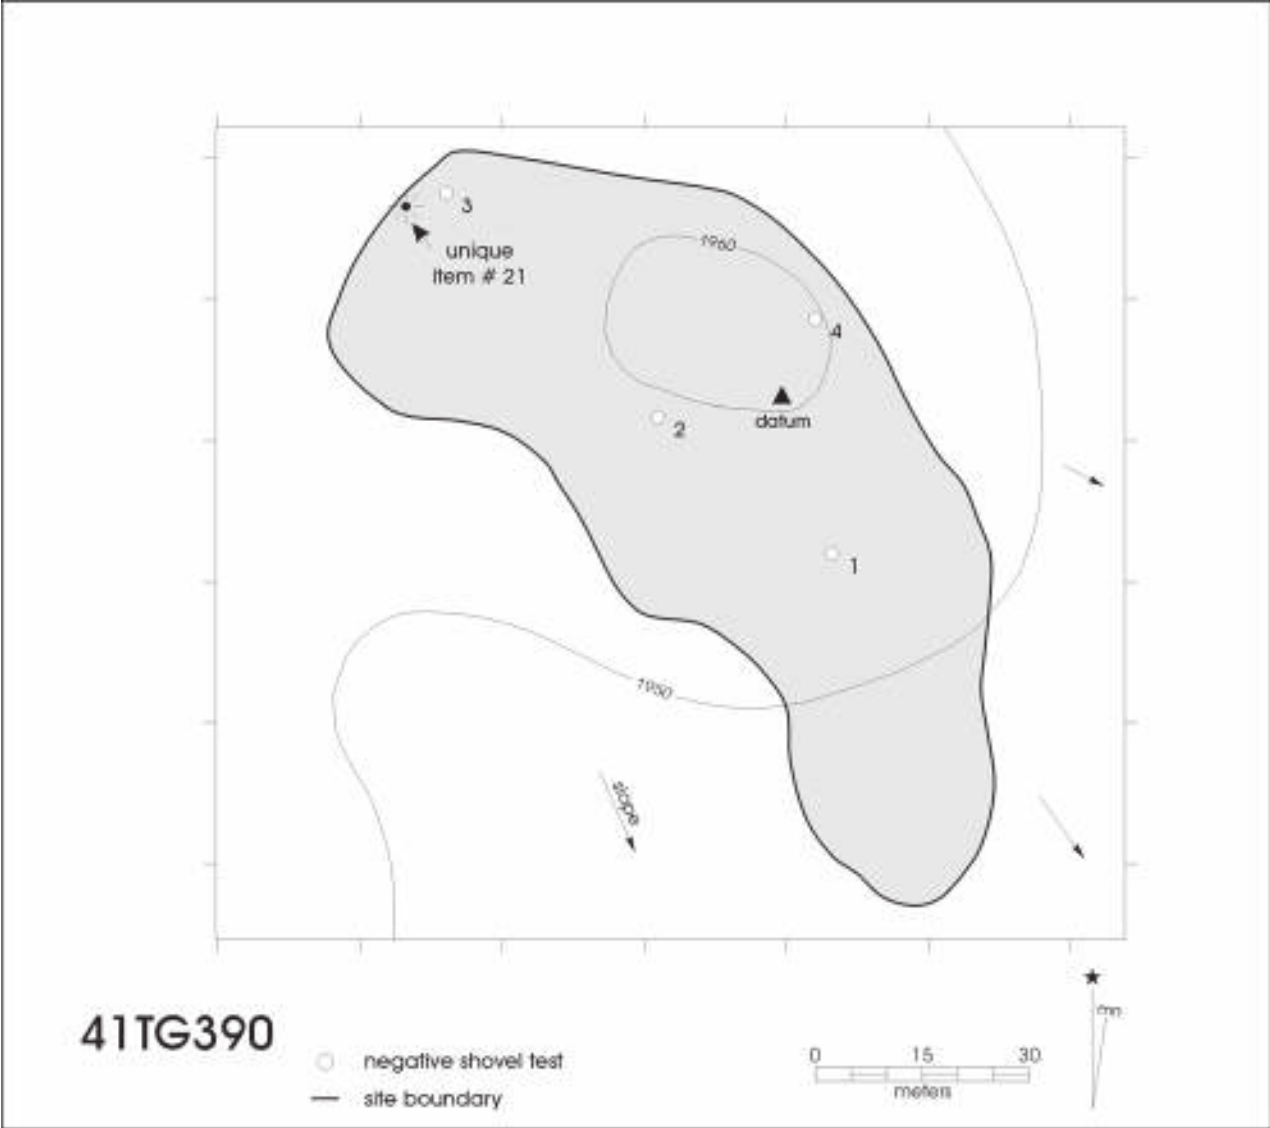 3
unique
item # 21
1960
4
datum
2
1
1950
slope
41TG390
negative shovel test
site boundary
0 15 30
meters
mn